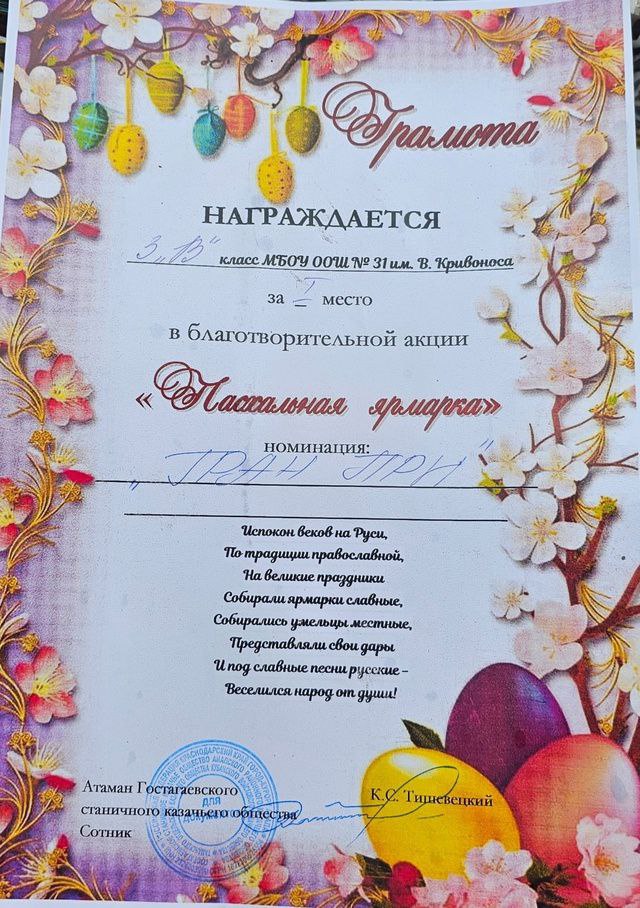 Грамота
НАГРАЖДАЕТСЯ
3 „В" класс МБОУ ООШ № 31 им. В. Кривоноса
за I место
в благотворительной акции
«Пасхальная ярмарка»
номинация:
„ГРАН ПРИ"
Испокон веков на Руси,
По традиции православной,
На великие праздники
Собирали ярмарки славные,
Собирались умельцы местные,
Представляли свои дары
И под славные песни русские –
Веселился народ от души!
Атаман Гостагаевского
станичного казачьего общества
Сотник
К.С. Тишевецкий
ДЛЯ